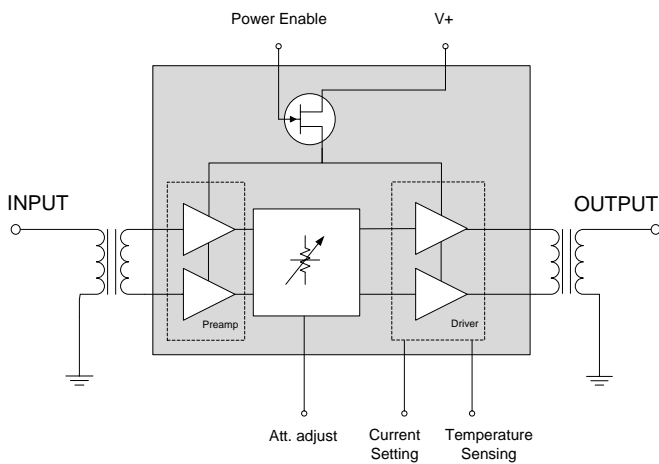 Power Enable
V+
INPUT
OUTPUT
Preamp
Driver
Att. adjust
Current
Setting
Temperature
Sensing